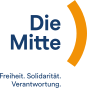 Die
Mitte
Freiheit. Solidarität.
Verantwortung.